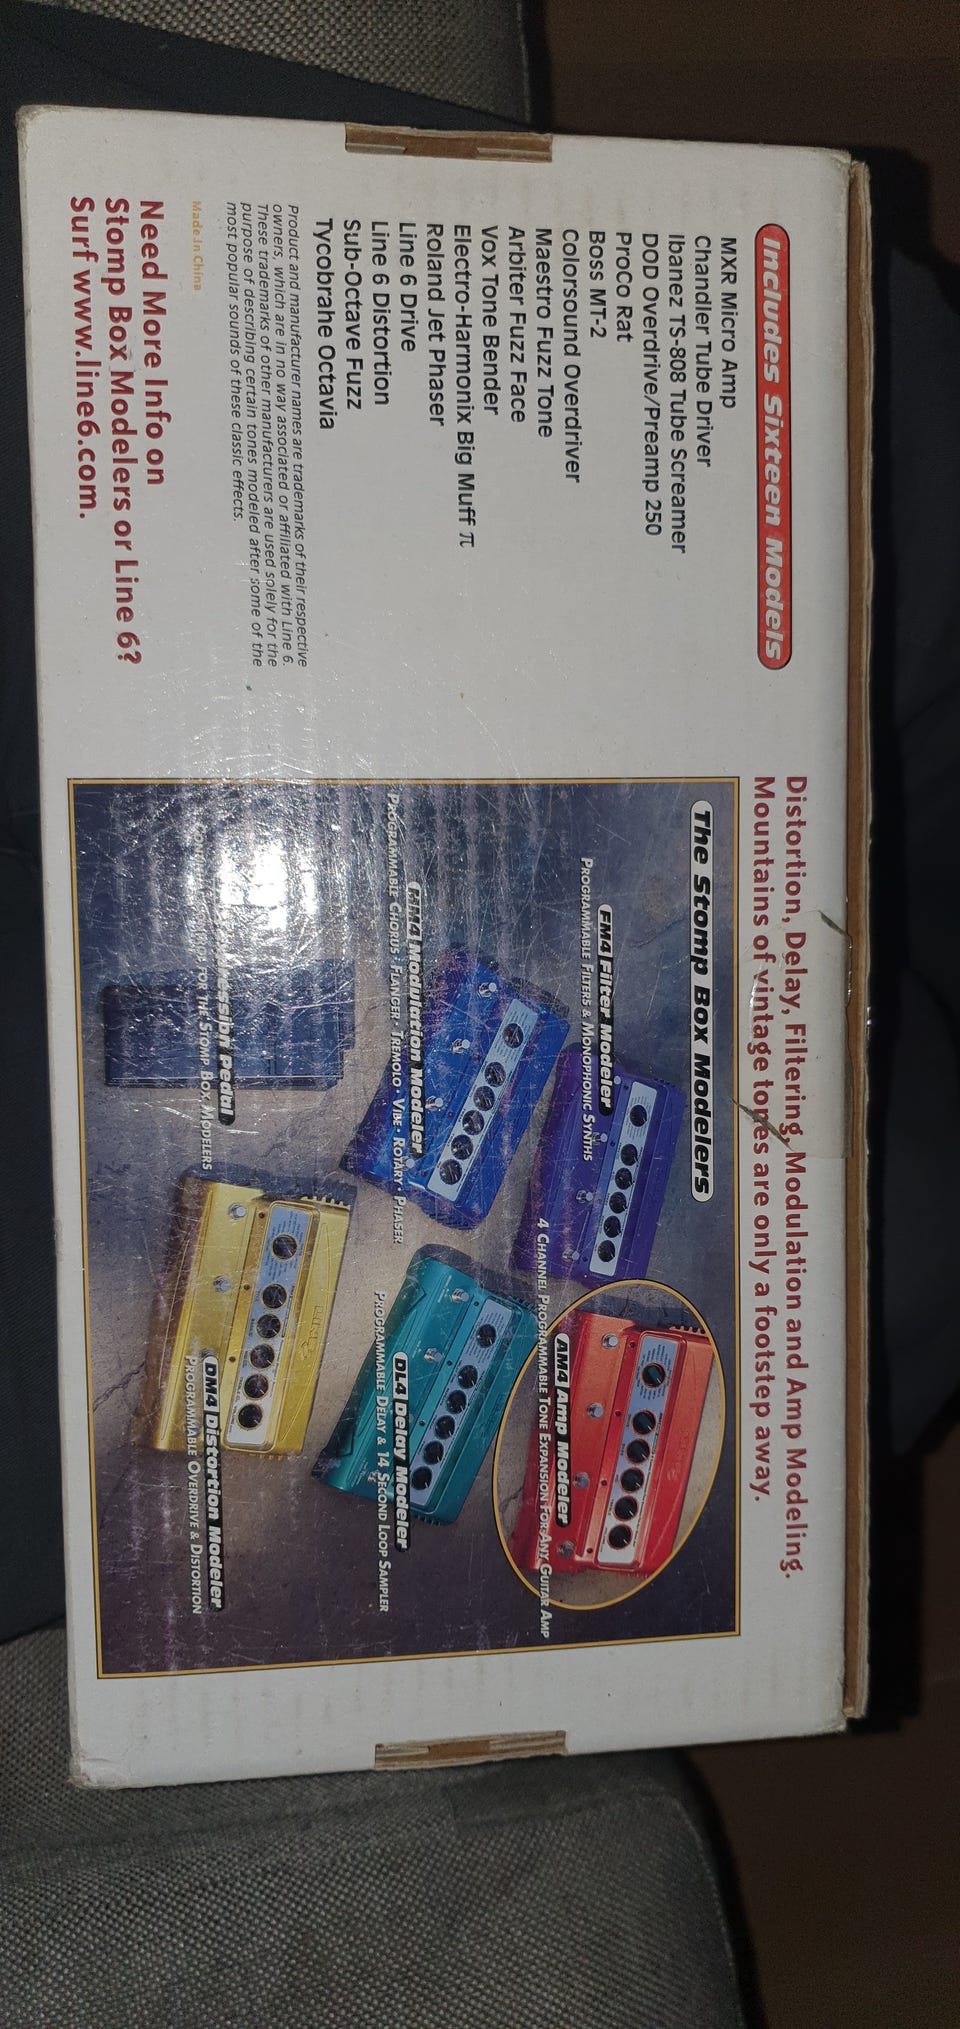 Includes Sixteen Models
MXR Micro Amp
Chandler Tube Driver
Ibanez TS-808 Tube Screamer
DOD Overdrive/Preamp 250
ProCo Rat
Boss MT-2
Colorsound Overdriver
Maestro Fuzz Tone
Arbiter Fuzz Face
Vox Tone Bender
Electro-Harmonix Big Muff π
Roland Jet Phaser
Line 6 Drive
Line 6 Distortion
Sub-Octave Fuzz
Tycobrahe Octavia
Product and manufacturer names are trademarks of their respective
owners, which are in no way associated or affiliated with Line 6.
These trademarks of other manufacturers are used solely for the
purpose of describing certain tones modeled after some of the
most popular sounds of these classic effects.
Made In China
Need More Info on
Stomp Box Modelers or Line 6?
Surf www.line6.com.
Distortion, Delay, Filtering, Modulation and Amp Modeling.
Mountains of vintage tones are only a footstep away.
The Stomp Box Modelers
FM4 Filter Modeler
Programmable Filters & Monophonic Synths
AM4 Amp Modeler
4 Channel Programmable Tone Expansion For Any Guitar Amp
MM4 Modulation Modeler
Programmable Chorus · Flanger · Tremolo · Vibe · Rotary · Phaser
DL4 Delay Modeler
Programmable Delay & 14 Second Loop Sampler
Expression Pedal
for the Stomp Box Modelers
DM4 Distortion Modeler
Programmable Overdrive & Distortion
LINE 6